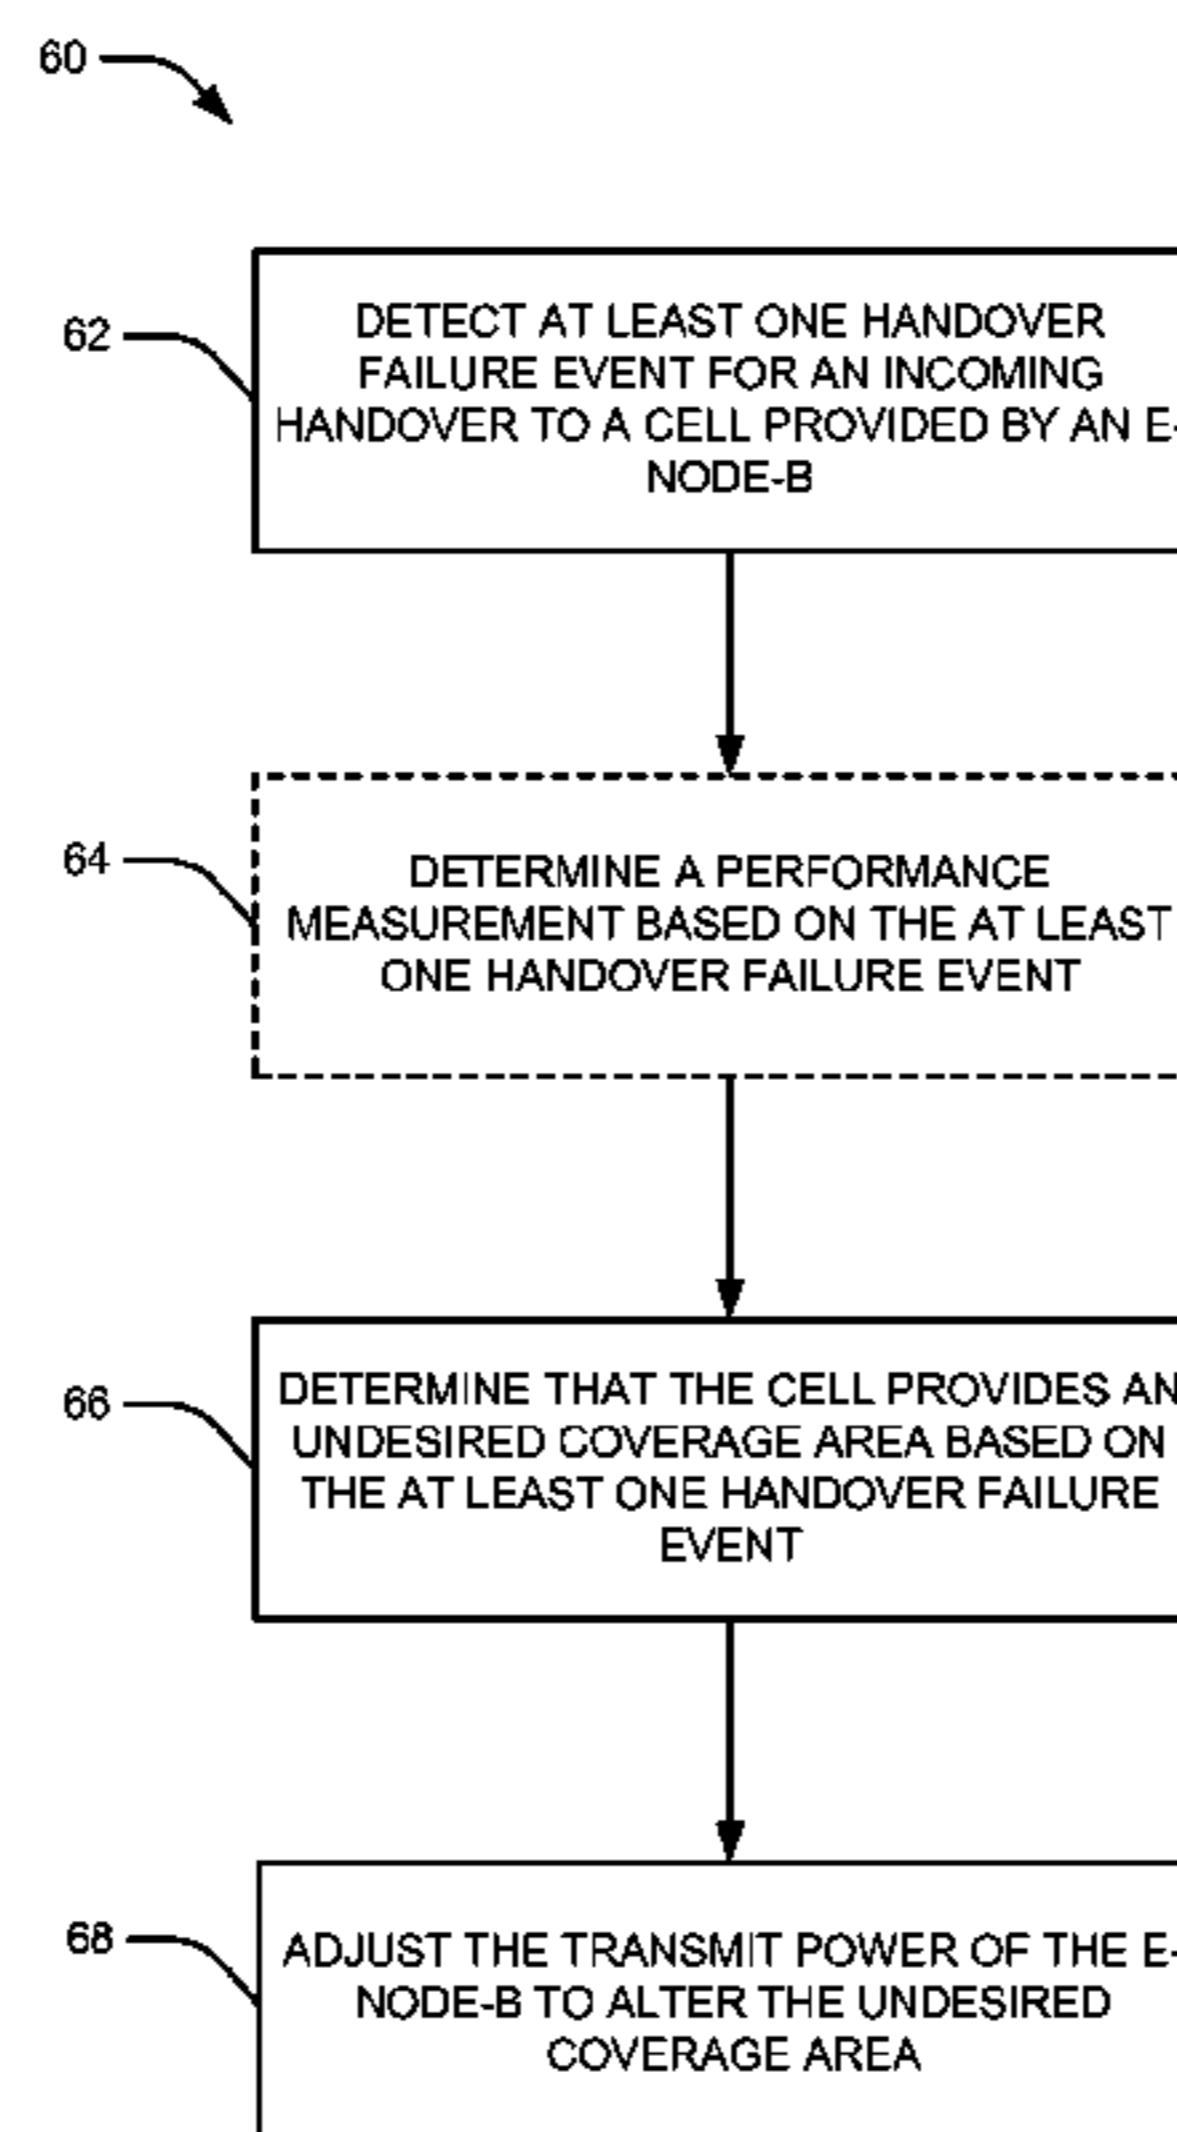 60
62
DETECT AT LEAST ONE HANDOVER
FAILURE EVENT FOR AN INCOMING
HANDOVER TO A CELL PROVIDED BY AN E-
NODE-B
64
DETERMINE A PERFORMANCE
MEASUREMENT BASED ON THE AT LEAST
ONE HANDOVER FAILURE EVENT
66
DETERMINE THAT THE CELL PROVIDES AN
UNDESIRED COVERAGE AREA BASED ON
THE AT LEAST ONE HANDOVER FAILURE
EVENT
68
ADJUST THE TRANSMIT POWER OF THE E-
NODE-B TO ALTER THE UNDESIRED
COVERAGE AREA